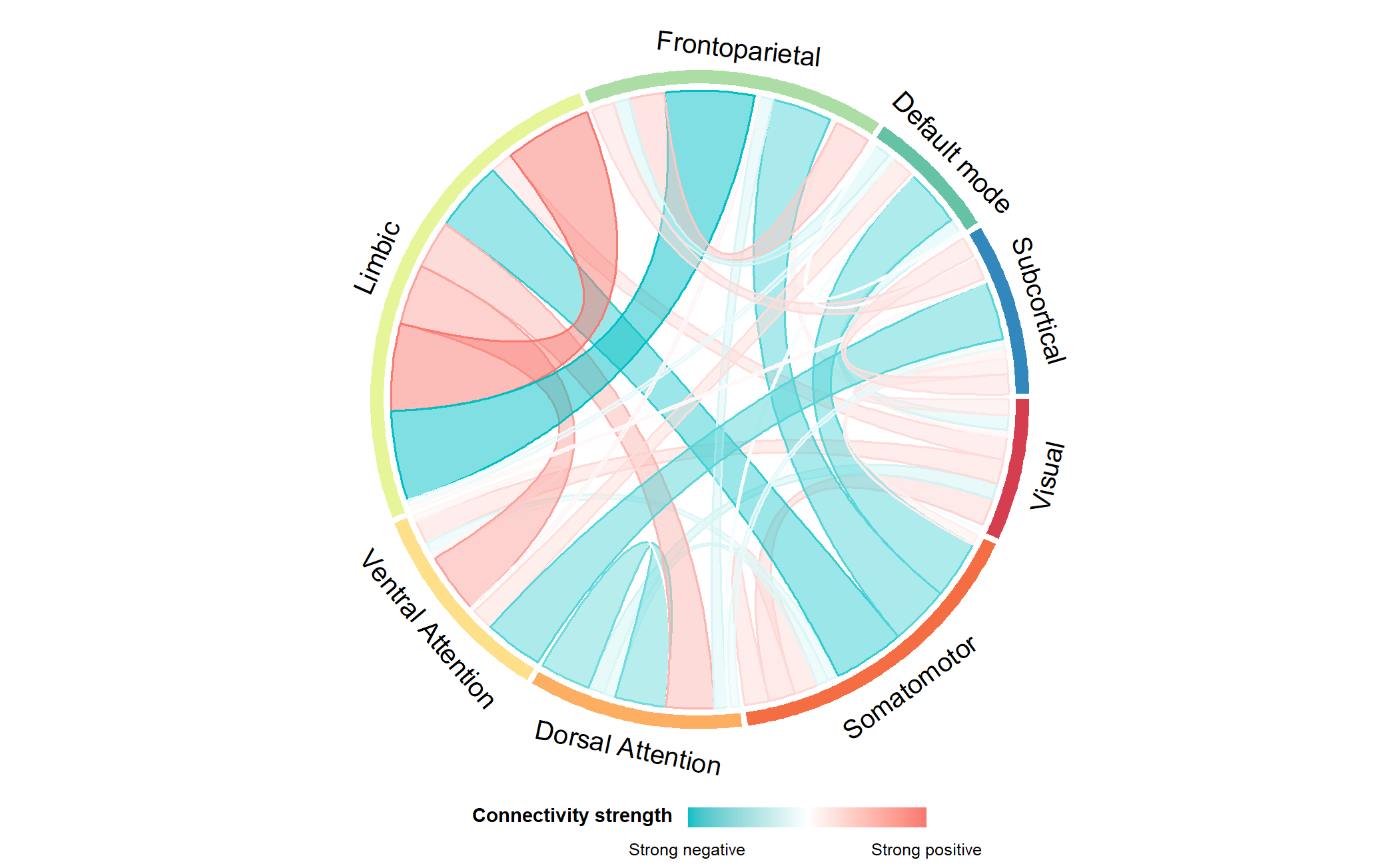 Frontoparietal
Default mode
Subcortical
Limbic
Visual
Ventral Attention
Somatomotor
Dorsal Attention
Connectivity strength
Strong negative Strong positive